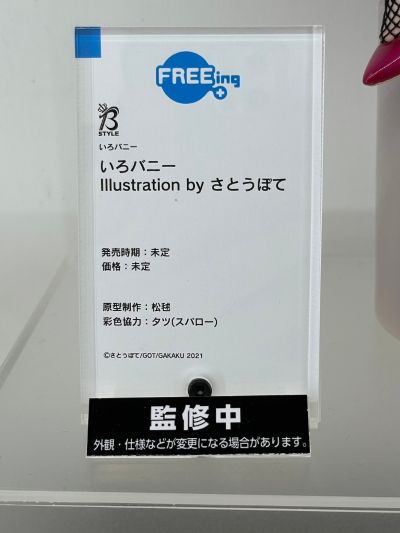 FREEing
B
STYLE
いろバニー
いろバニー
Illustration by さとうぽて
発売時期：未定
価格：未定
原型制作：松毬
彩色協力：タツ(スパロー)
©さとうぽて/GOT/GAKAKU 2021
監修中
外観・仕様などが変更になる場合があります。